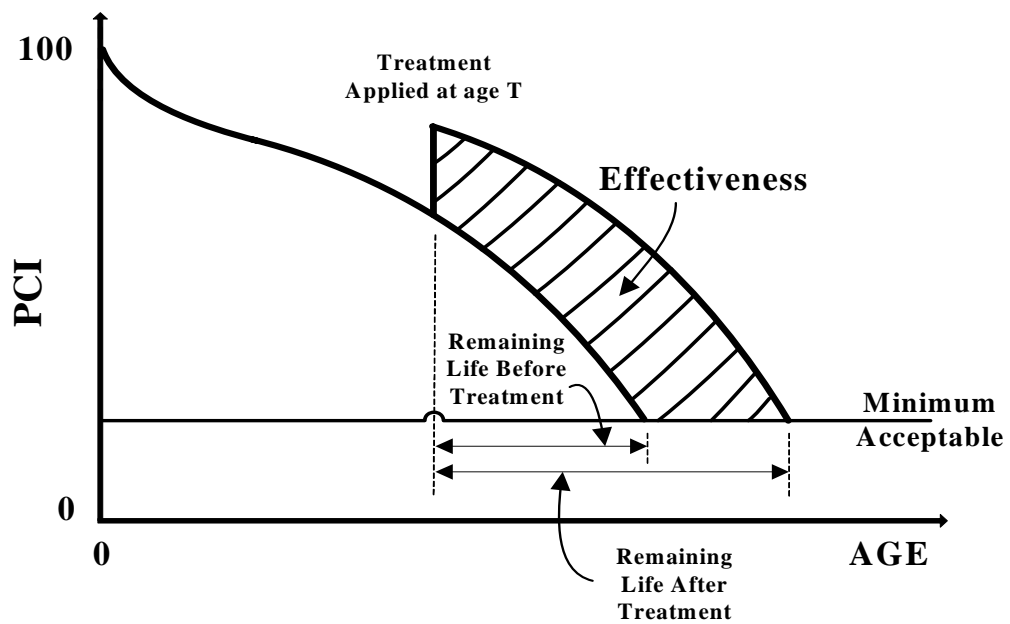 100
Treatment
Applied at age T
Effectiveness
PCI
Remaining
Life Before
Treatment
Minimum
Acceptable
0
0
AGE
Remaining
Life After
Treatment